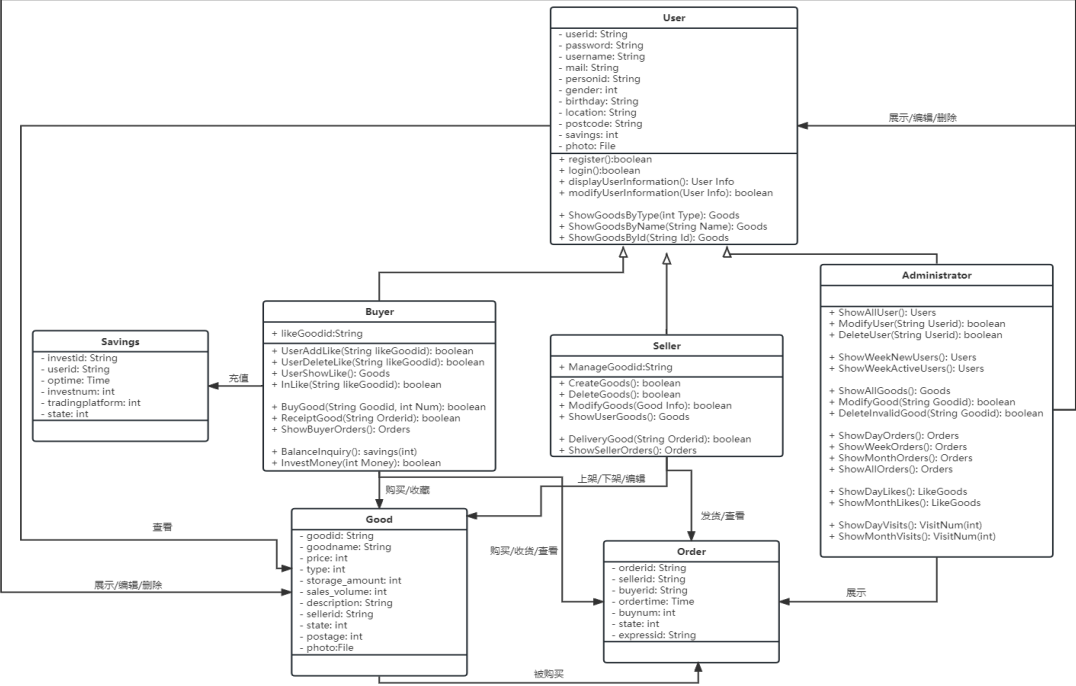 User
- userid: String
- password: String
- username: String
- mail: String
- personid: String
- gender: int
- birthday: String
- location: String
- postcode: String
- savings: int
- photo: File
+ register():boolean
+ login():boolean
+ displayUserInformation(): User Info
+ modifyUserInformation(User Info): boolean
+ ShowGoodsByType(int Type): Goods
+ ShowGoodsByName(String Name): Goods
+ ShowGoodsById(String Id): Goods
展示/编辑/删除
Administrator
+ ShowAllUser(): Users
+ ModifyUser(String Userid): boolean
+ DeleteUser(String Userid): boolean
+ ShowWeekNewUsers(): Users
+ ShowWeekActiveUsers(): Users
+ ShowAllGoods(): Goods
+ ModifyGood(String Goodid): boolean
+ DeleteInvalidGood(String Goodid): boolean
+ ShowDayOrders(): Orders
+ ShowWeekOrders(): Orders
+ ShowMonthOrders(): Orders
+ ShowAllOrders(): Orders
+ ShowDayLikes(): LikeGoods
+ ShowMonthLikes(): LikeGoods
+ ShowDayVisits(): VisitNum(int)
+ ShowMonthVisits(): VisitNum(int)
Buyer
+ likeGoodid:String
+ UserAddLike(String likeGoodid): boolean
+ UserDeleteLike(String likeGoodid): boolean
+ UserShowLike(): Goods
+ InLike(String likeGoodid): boolean
+ BuyGood(String Goodid, int Num): boolean
+ ReceiptGood(String Orderid): boolean
+ ShowBuyerOrders(): Orders
+ BalanceInquiry(): savings(int)
+ InvestMoney(int Money): boolean
Seller
+ ManageGoodid:String
+ CreateGoods(): boolean
+ DeleteGoods(): boolean
+ ModifyGoods(Good Info): boolean
+ ShowUserGoods(): Goods
+ DeliveryGood(String Orderid): boolean
+ ShowSellerOrders(): Orders
Savings
- investid: String
- userid: String
- optime: Time
- investnum: int
- tradingplatform: int
- state: int
充值
购买/收藏
上架/下架/编辑
发货/查看
查看
购买/收货/查看
展示/编辑/删除
展示
Good
- goodid: String
- goodname: String
- price: int
- type: int
- storage_amount: int
- sales_volume: int
- description: String
- sellerid: String
- state: int
- postage: int
- photo:File
Order
- orderid: String
- sellerid: String
- buyerid: String
- ordertime: Time
- buynum: int
- state: int
- expressid: String
被购买